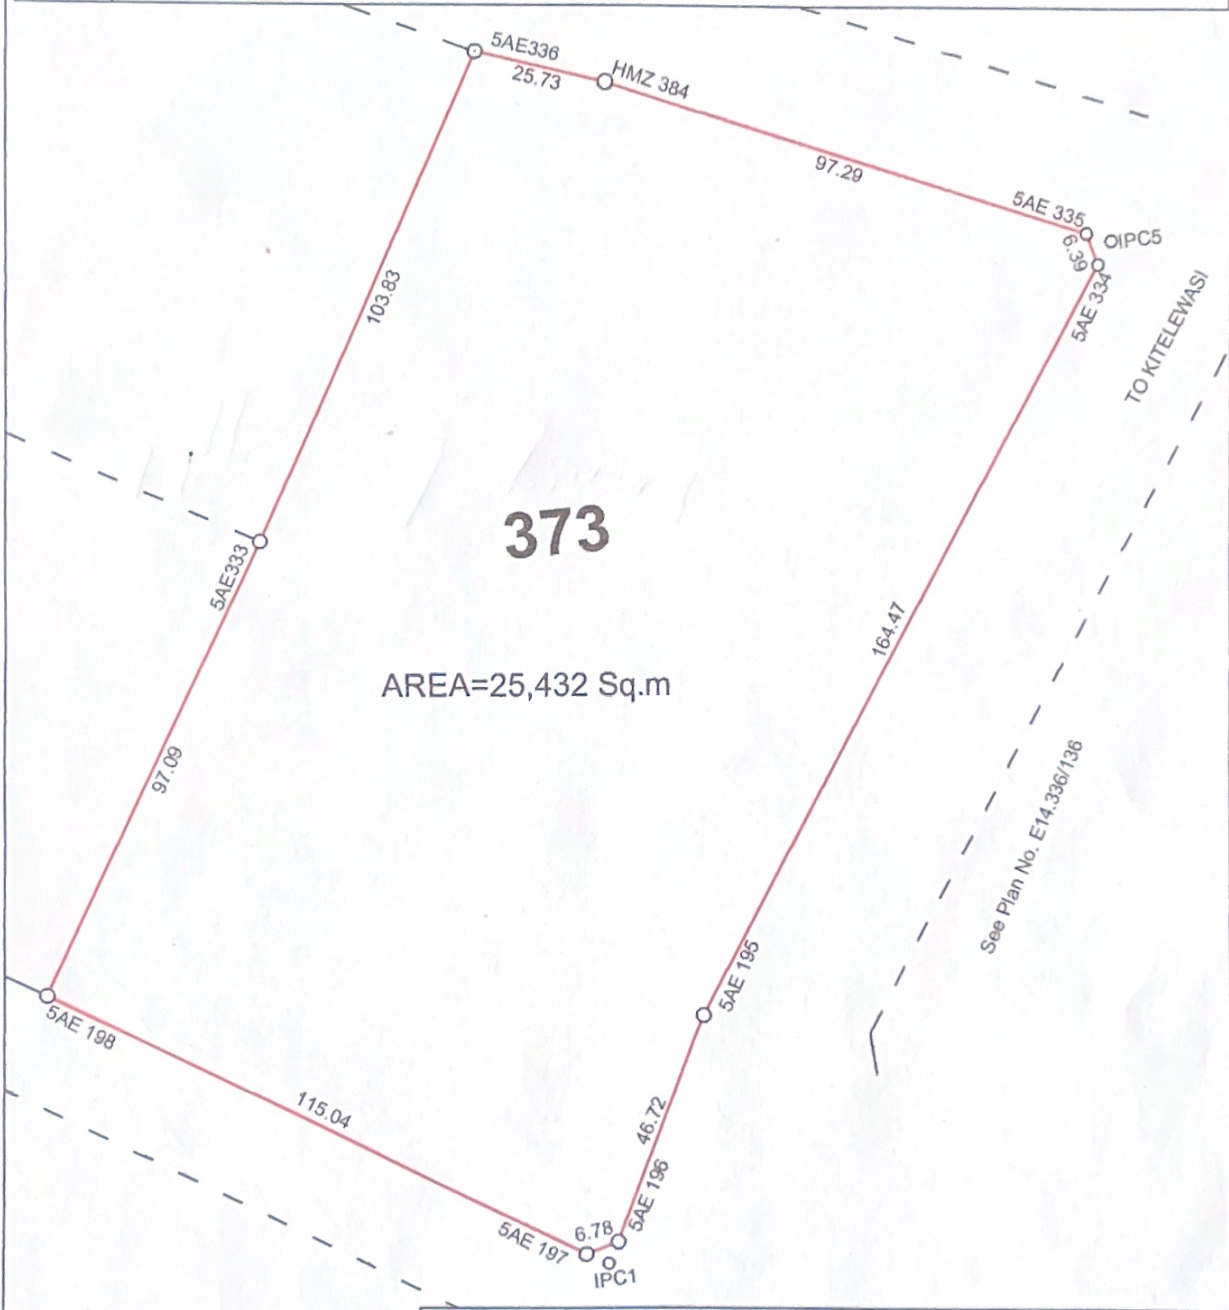 5AE336
25.73
HMZ 384
97.29
5AE 335
OIPC5
6.39
5AE 334
TO KITELEWASI
103.83
373
5AE333
164.47
AREA=25,432 Sq.m
97.09
See Plan No. E14.336/136
5AE 195
5AE 198
115.04
46.72
5AE 196
6.78
5AE 197
IPC1